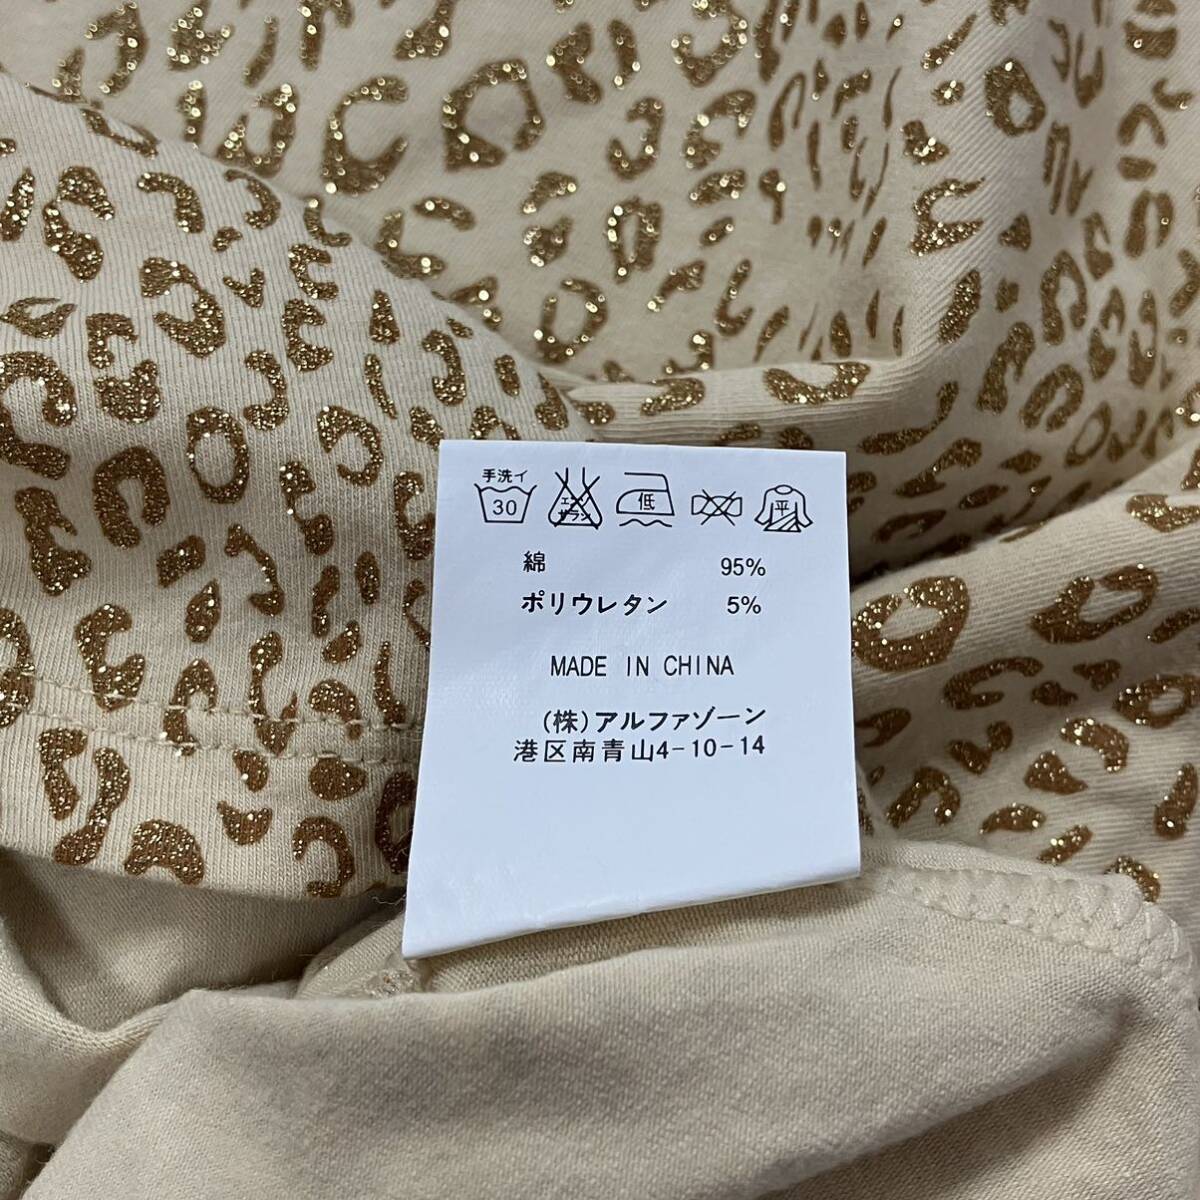 手洗イ
30 エンソ サラシ 低 平
綿 95%
ポリウレタン 5%
MADE IN CHINA
(株)アルファゾーン
港区南青山4-10-14